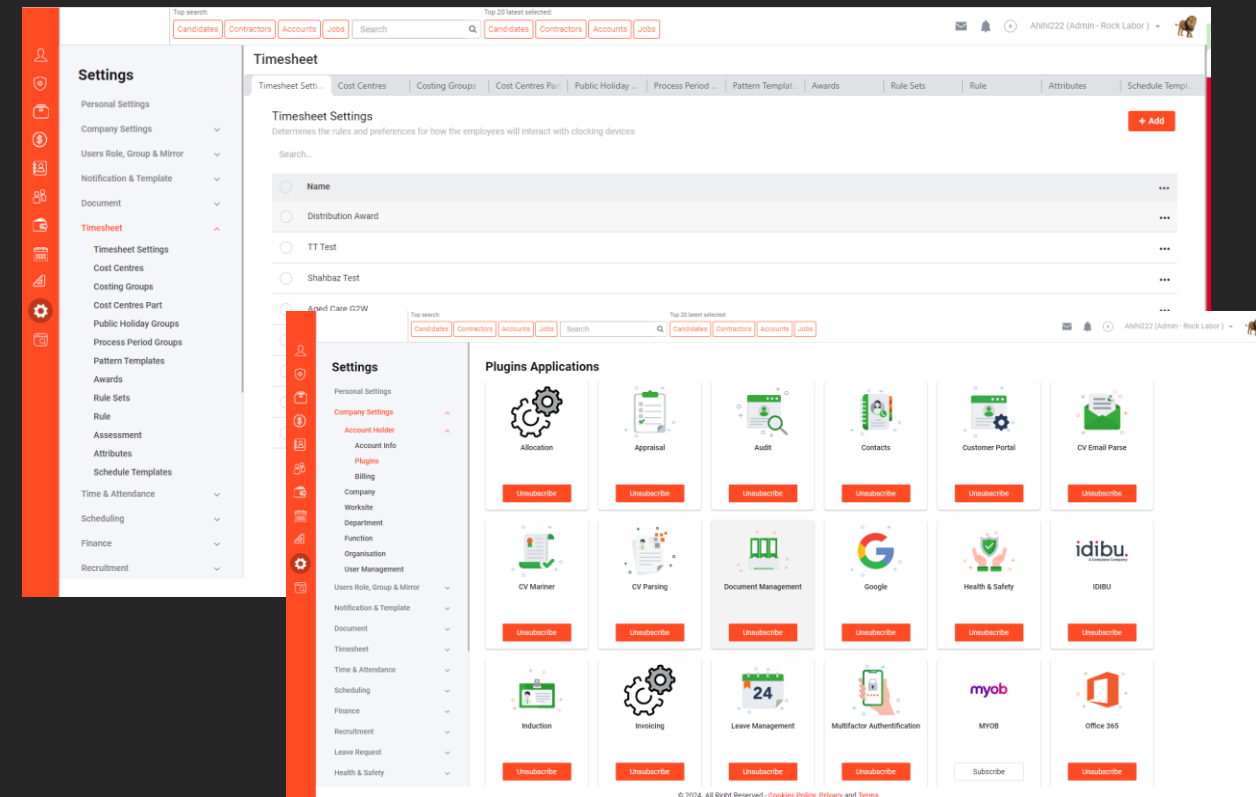 Top search:
Top 20 latest selected:
Candidates Contractors Accounts Jobs Search Candidates Contractors Accounts Jobs
Ahihi222 (Admin - Rock Labor )
Settings
Personal Settings
Company Settings
Users Role, Group & Mirror
Notification & Template
Document
Timesheet
Timesheet Settings
Cost Centres
Costing Groups
Cost Centres Part
Public Holiday Groups
Process Period Groups
Pattern Templates
Awards
Rule Sets
Rule
Assessment
Attributes
Schedule Templates
Time & Attendance
Scheduling
Finance
Recruitment
Timesheet
Timesheet Setti... Cost Centres Costing Groups Cost Centres Part Public Holiday ... Process Period ... Pattern Templat... Awards Rule Sets Rule Attributes Schedule Templ...
Timesheet Settings
Determines the rules and preferences for how the employees will interact with clocking devices
+ Add
Search...
Name
Distribution Award
TT Test
Shahbaz Test
Aged Care G2W
Top search:
Top 20 latest selected:
Candidates Contractors Accounts Jobs Search Candidates Contractors Accounts Jobs
Ahihi222 (Admin - Rock Labor )
Settings
Personal Settings
Company Settings
Account Holder
Account Info
Plugins
Billing
Company
Worksite
Department
Function
Organisation
User Management
Users Role, Group & Mirror
Notification & Template
Document
Timesheet
Time & Attendance
Scheduling
Finance
Recruitment
Leave Request
Health & Safety
Plugins Applications
Allocation Appraisal Audit Contacts Customer Portal CV Email Parse
Unsubscribe Unsubscribe Unsubscribe Unsubscribe Unsubscribe Unsubscribe
idibu.
CV Mariner CV Parsing Document Management Google Health & Safety IDIBU
Unsubscribe Unsubscribe Unsubscribe Unsubscribe Unsubscribe Unsubscribe
24
myob
Induction Invoicing Leave Management Multifactor Authentification MYOB Office 365
Unsubscribe Unsubscribe Unsubscribe Unsubscribe Subscribe Unsubscribe
© 2024. All Right Reserved - Cookies Policy, Privacy and Terms.